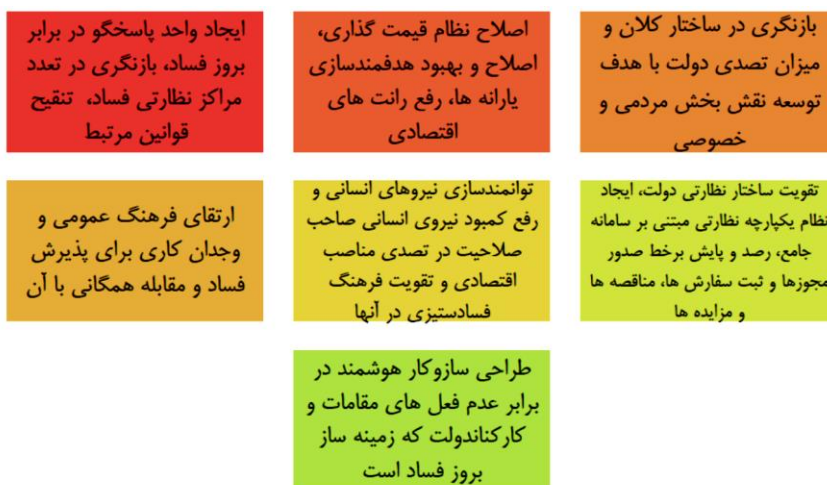 بازنگری در ساختار کلان و
میزان تصدی دولت با هدف
توسعه نقش بخش مردمی و
خصوصی
اصلاح نظام قیمت گذاری،
اصلاح و بهبود هدفمندسازی
یارانه ها، رفع رانت های
اقتصادی
ایجاد واحد پاسخگو در برابر
بروز فساد، بازنگری در تعدد
مراکز نظارتی فساد، تنقیح
قوانین مرتبط
تقویت ساختار نظارتی دولت، ایجاد
نظام یکپارچه نظارتی مبتنی بر سامانه
جامع، رصد و پایش برخط صدور
مجوزها و ثبت سفارش ها، مناقصه ها
و مزایده ها
توانمندسازی نیروهای انسانی و
رفع کمبود نیروی انسانی صاحب
صلاحیت در تصدی مناصب
اقتصادی و تقویت فرهنگ
فسادستیزی در آنها
ارتقای فرهنگ عمومی و
وجدان کاری برای پذیرش
فساد و مقابله همگانی با آن
طراحی سازوکار هوشمند در
برابر عدم فعل های مقامات و
کارکناندولت که زمینه ساز
بروز فساد است